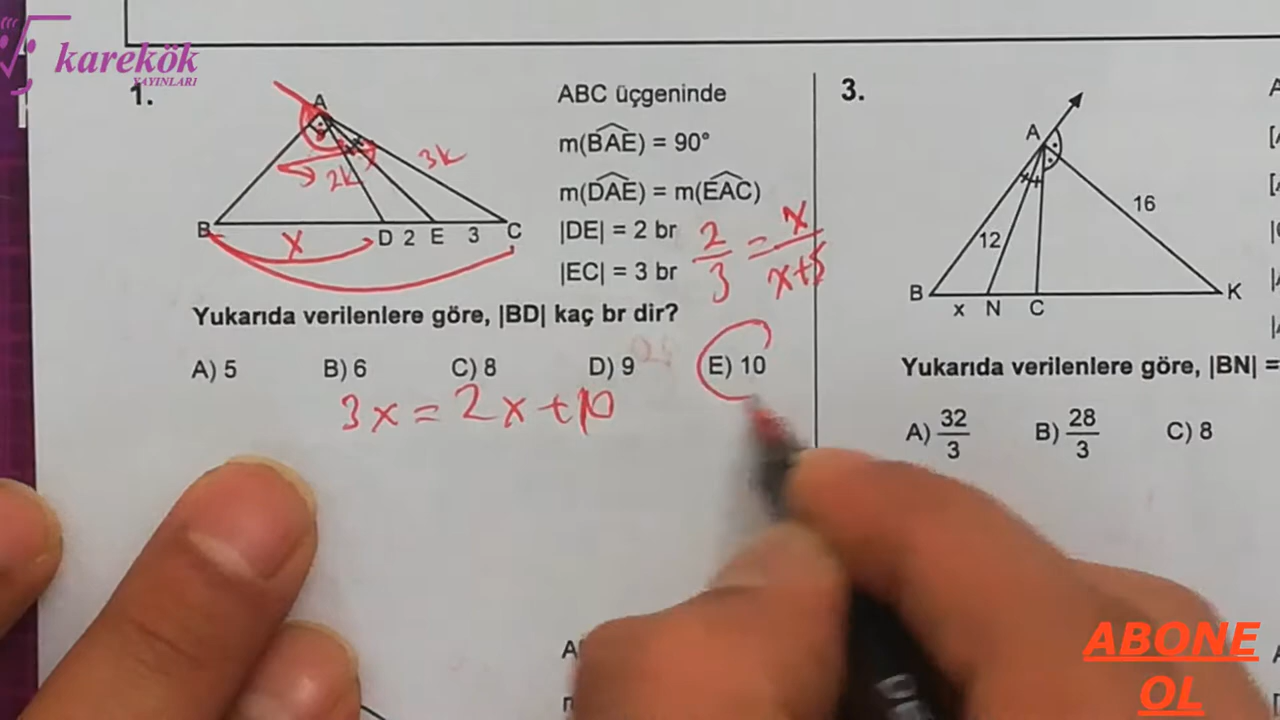 karekök
YAYINLARI
1.
A
B
D
2
E
3
C
x
2k
3k
ABC üçgeninde
m(BAE) = 90°
m(DAE) = m(EAC)
|DE| = 2 br
|EC| = 3 br
2/3 = x/x+5
Yukarıda verilenlere göre, |BD| kaç br dir?
A) 5 B) 6 C) 8 D) 9 E) 10
3x = 2x + 10
3.
A
16
12
B
x
N
C
K
Yukarıda verilenlere göre, |BN| =
A) 32/3 B) 28/3 C) 8
ABONE
OL